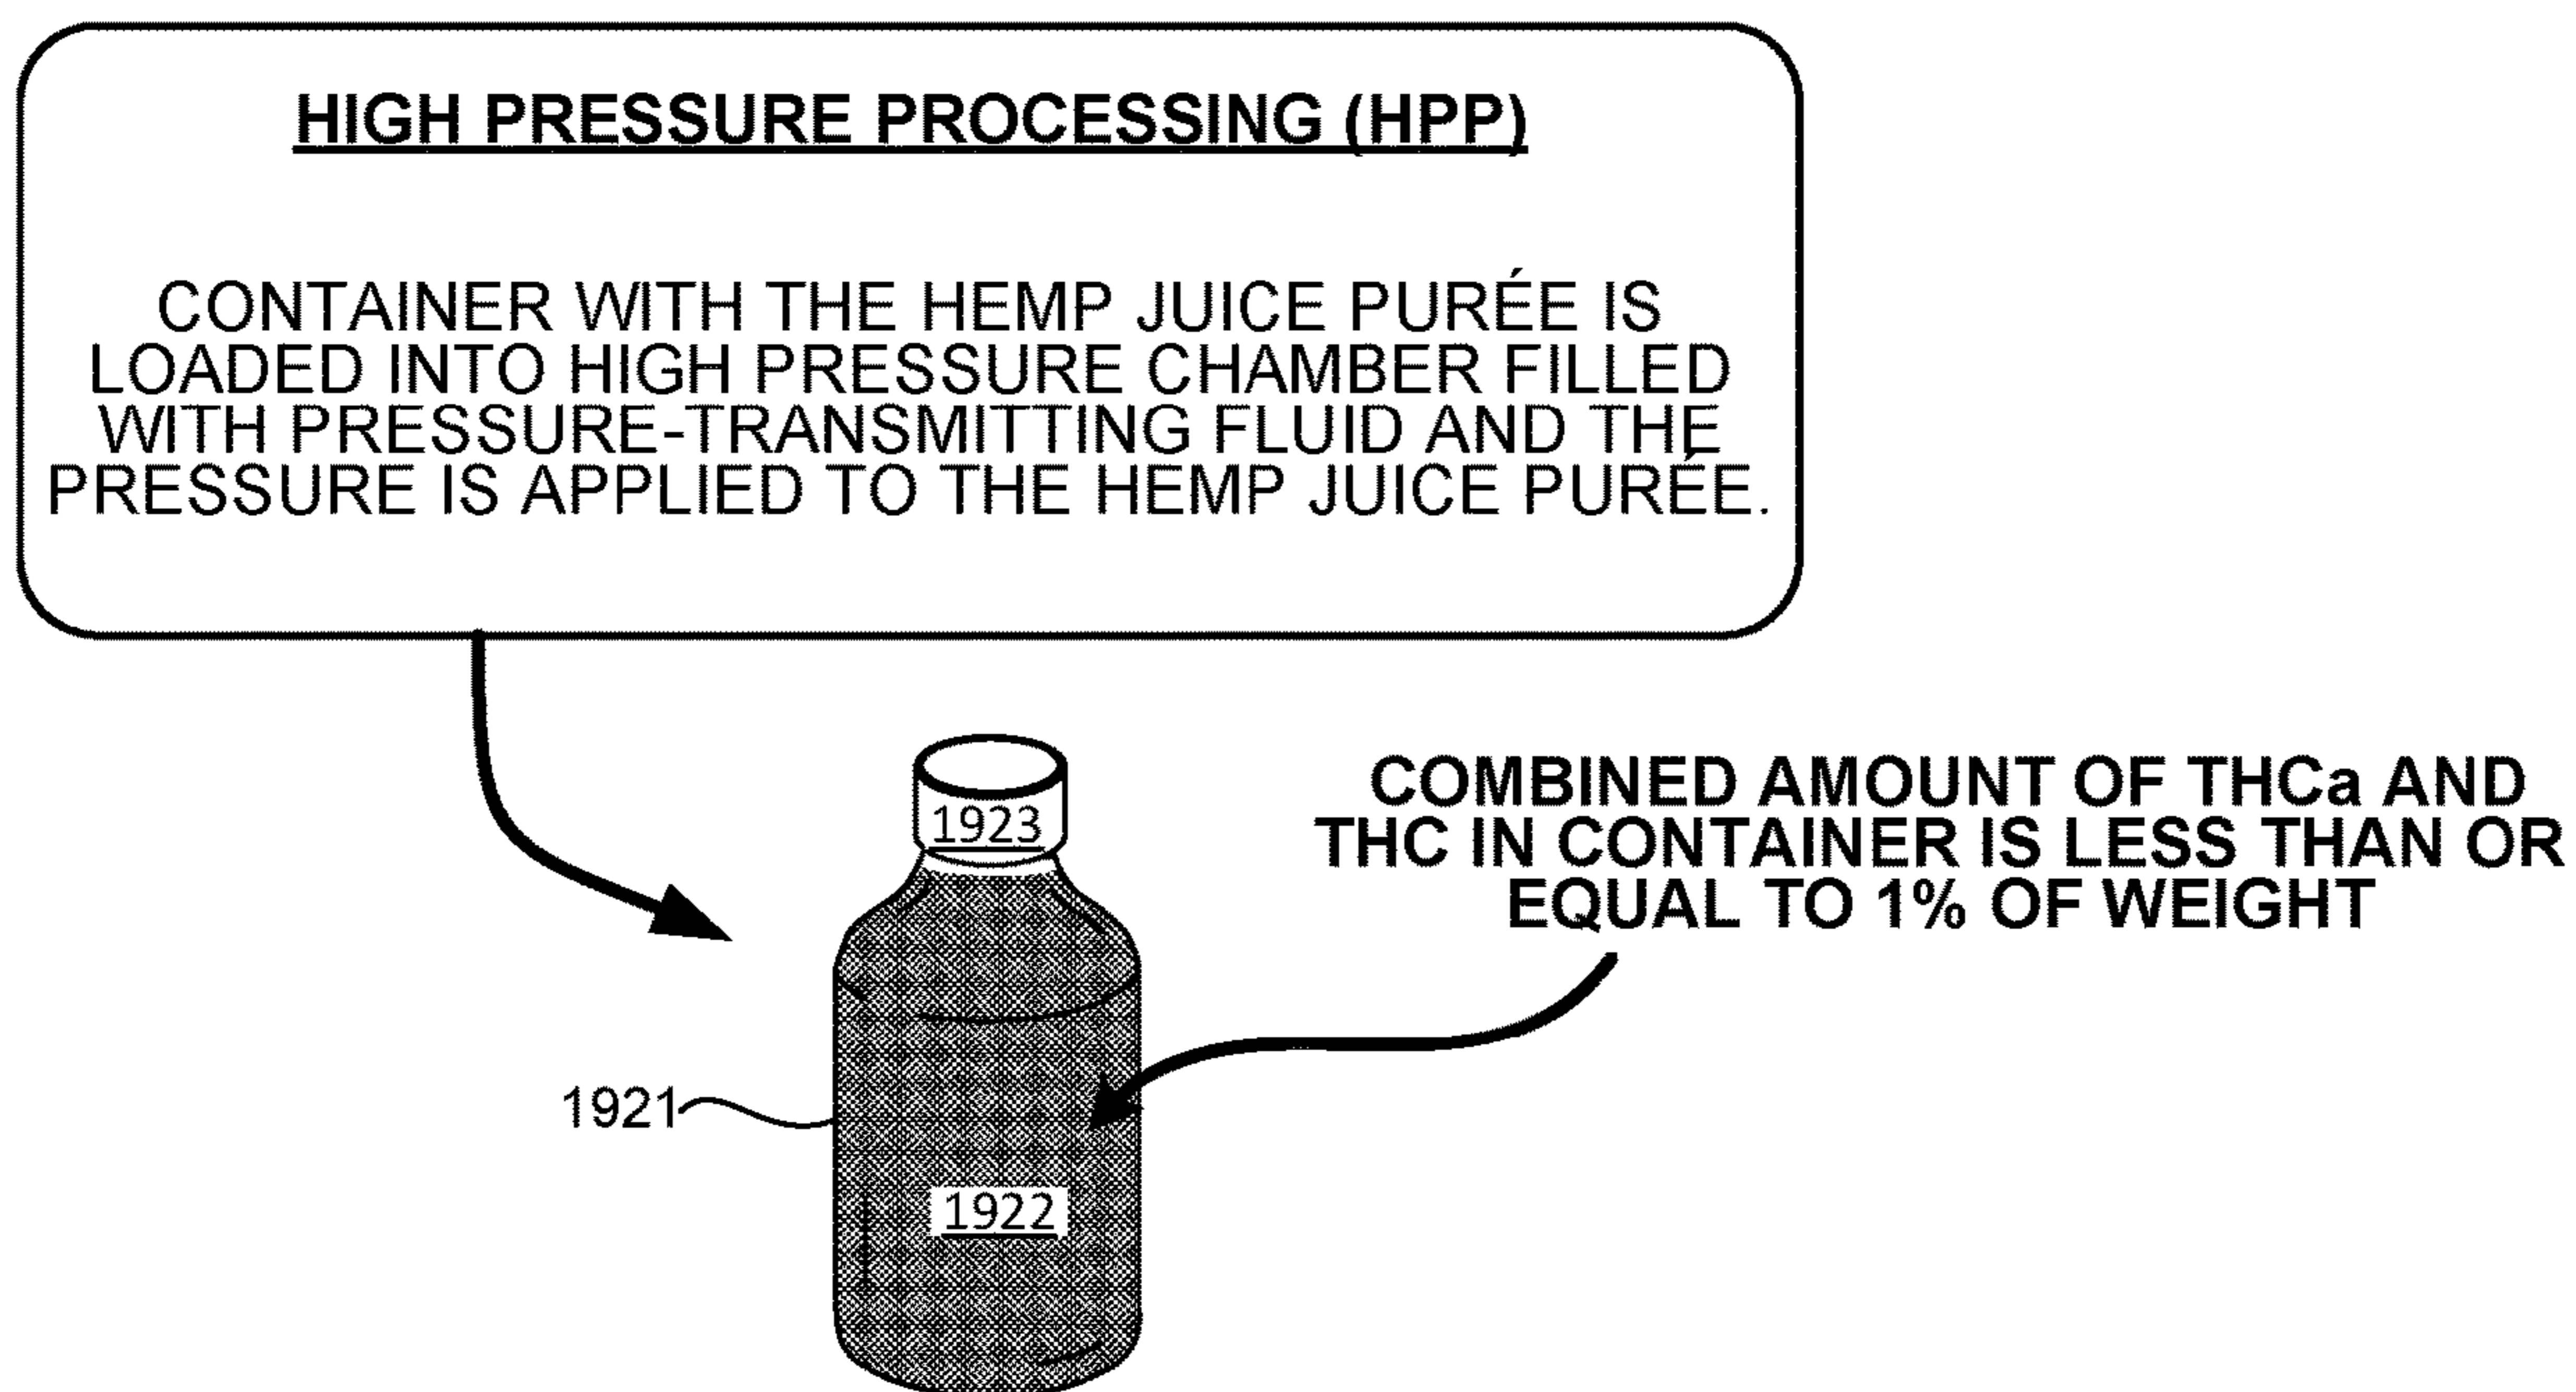 HIGH PRESSURE PROCESSING (HPP)
CONTAINER WITH THE HEMP JUICE PURÉE IS
LOADED INTO HIGH PRESSURE CHAMBER FILLED
WITH PRESSURE-TRANSMITTING FLUID AND THE
PRESSURE IS APPLIED TO THE HEMP JUICE PURÉE.
1923
COMBINED AMOUNT OF THCa AND
THC IN CONTAINER IS LESS THAN OR
EQUAL TO 1% OF WEIGHT
1921
1922